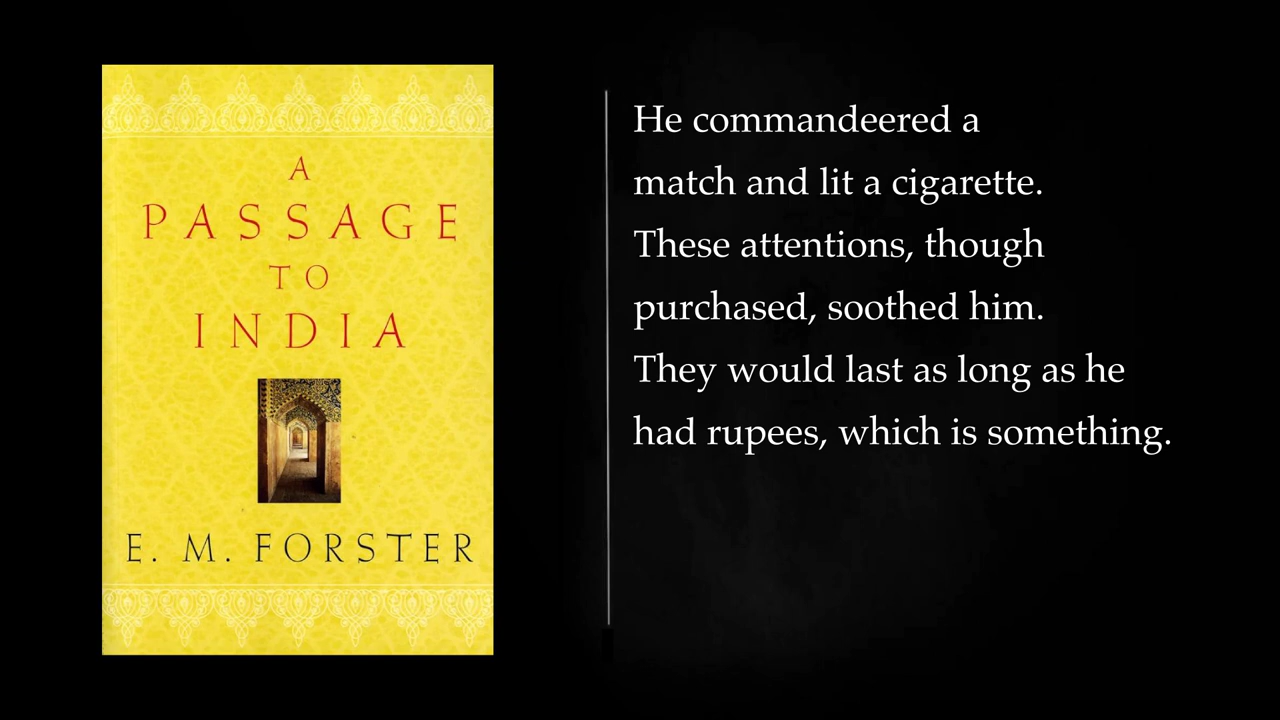 A
PASSAGE
TO
INDIA
E. M. FORSTER
He commandeered a
match and lit a cigarette.
These attentions, though
purchased, soothed him.
They would last as long as he
had rupees, which is something.